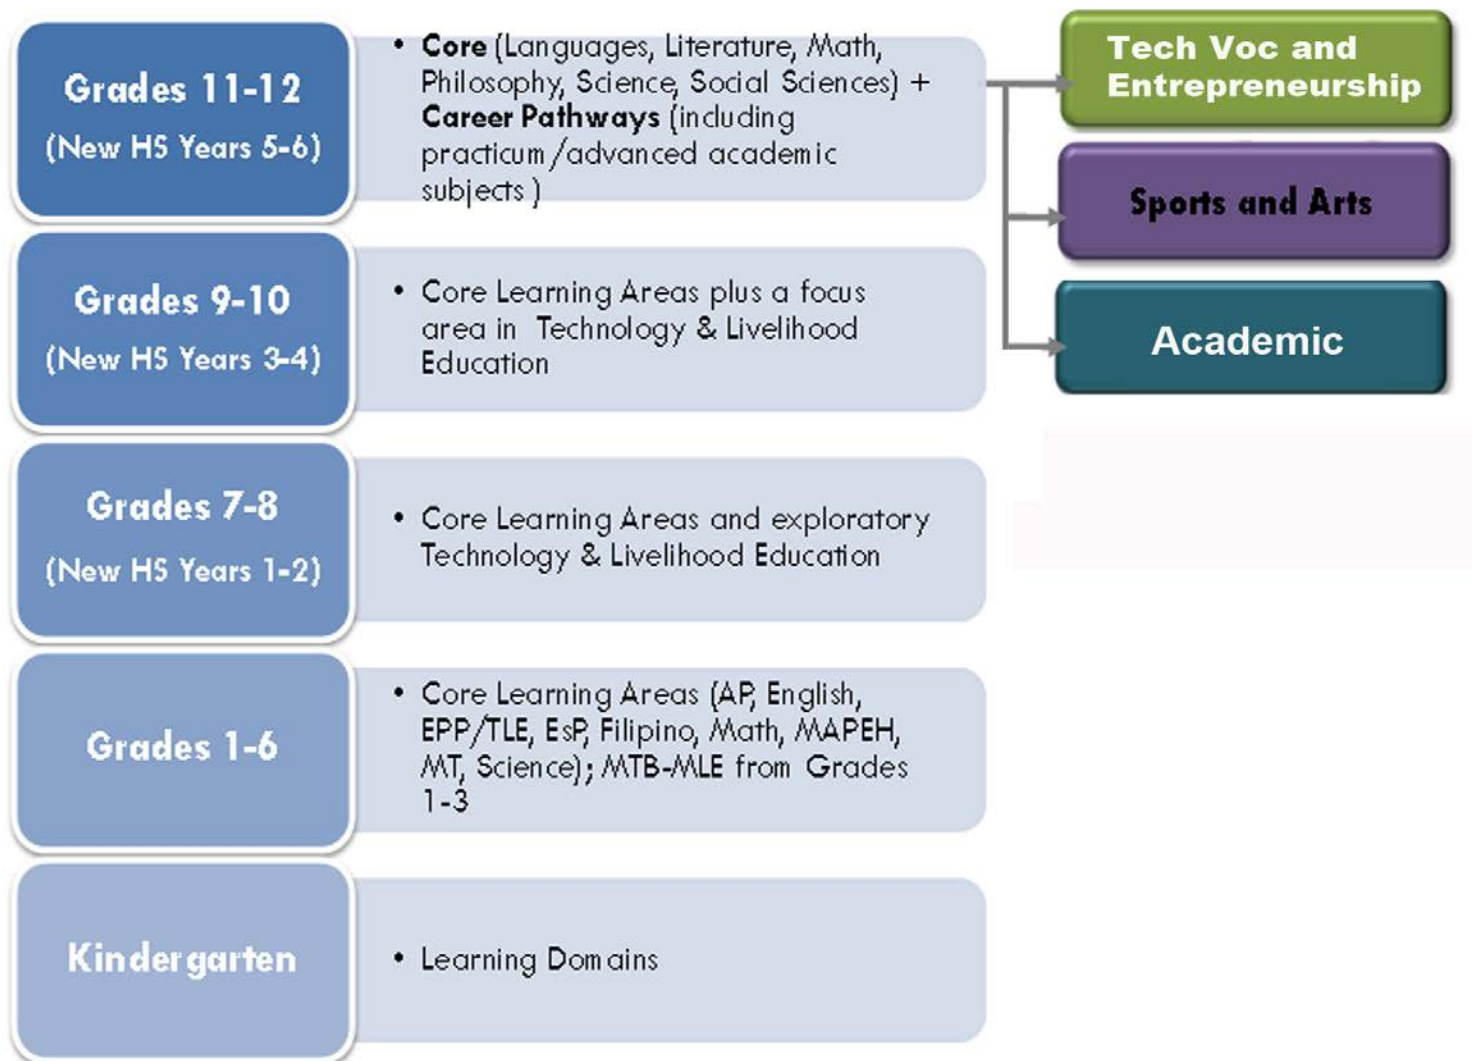 Grades 11-12
(New HS Years 5-6)
• Core (Languages, Literature, Math,
Philosophy, Science, Social Sciences) +
Career Pathways (including
practicum/advanced academic
subjects)
Tech Voc and
Entrepreneurship
Sports and Arts
Academic
Grades 9-10
(New HS Years 3-4)
• Core Learning Areas plus a focus
area in Technology & Livelihood
Education
Grades 7-8
(New HS Years 1-2)
• Core Learning Areas and exploratory
Technology & Livelihood Education
Grades 1-6
• Core Learning Areas (AP, English,
EPP/TLE, EsP, Filipino, Math, MAPEH,
MT, Science); MTB-MLE from Grades
1-3
Kindergarten
• Learning Domains